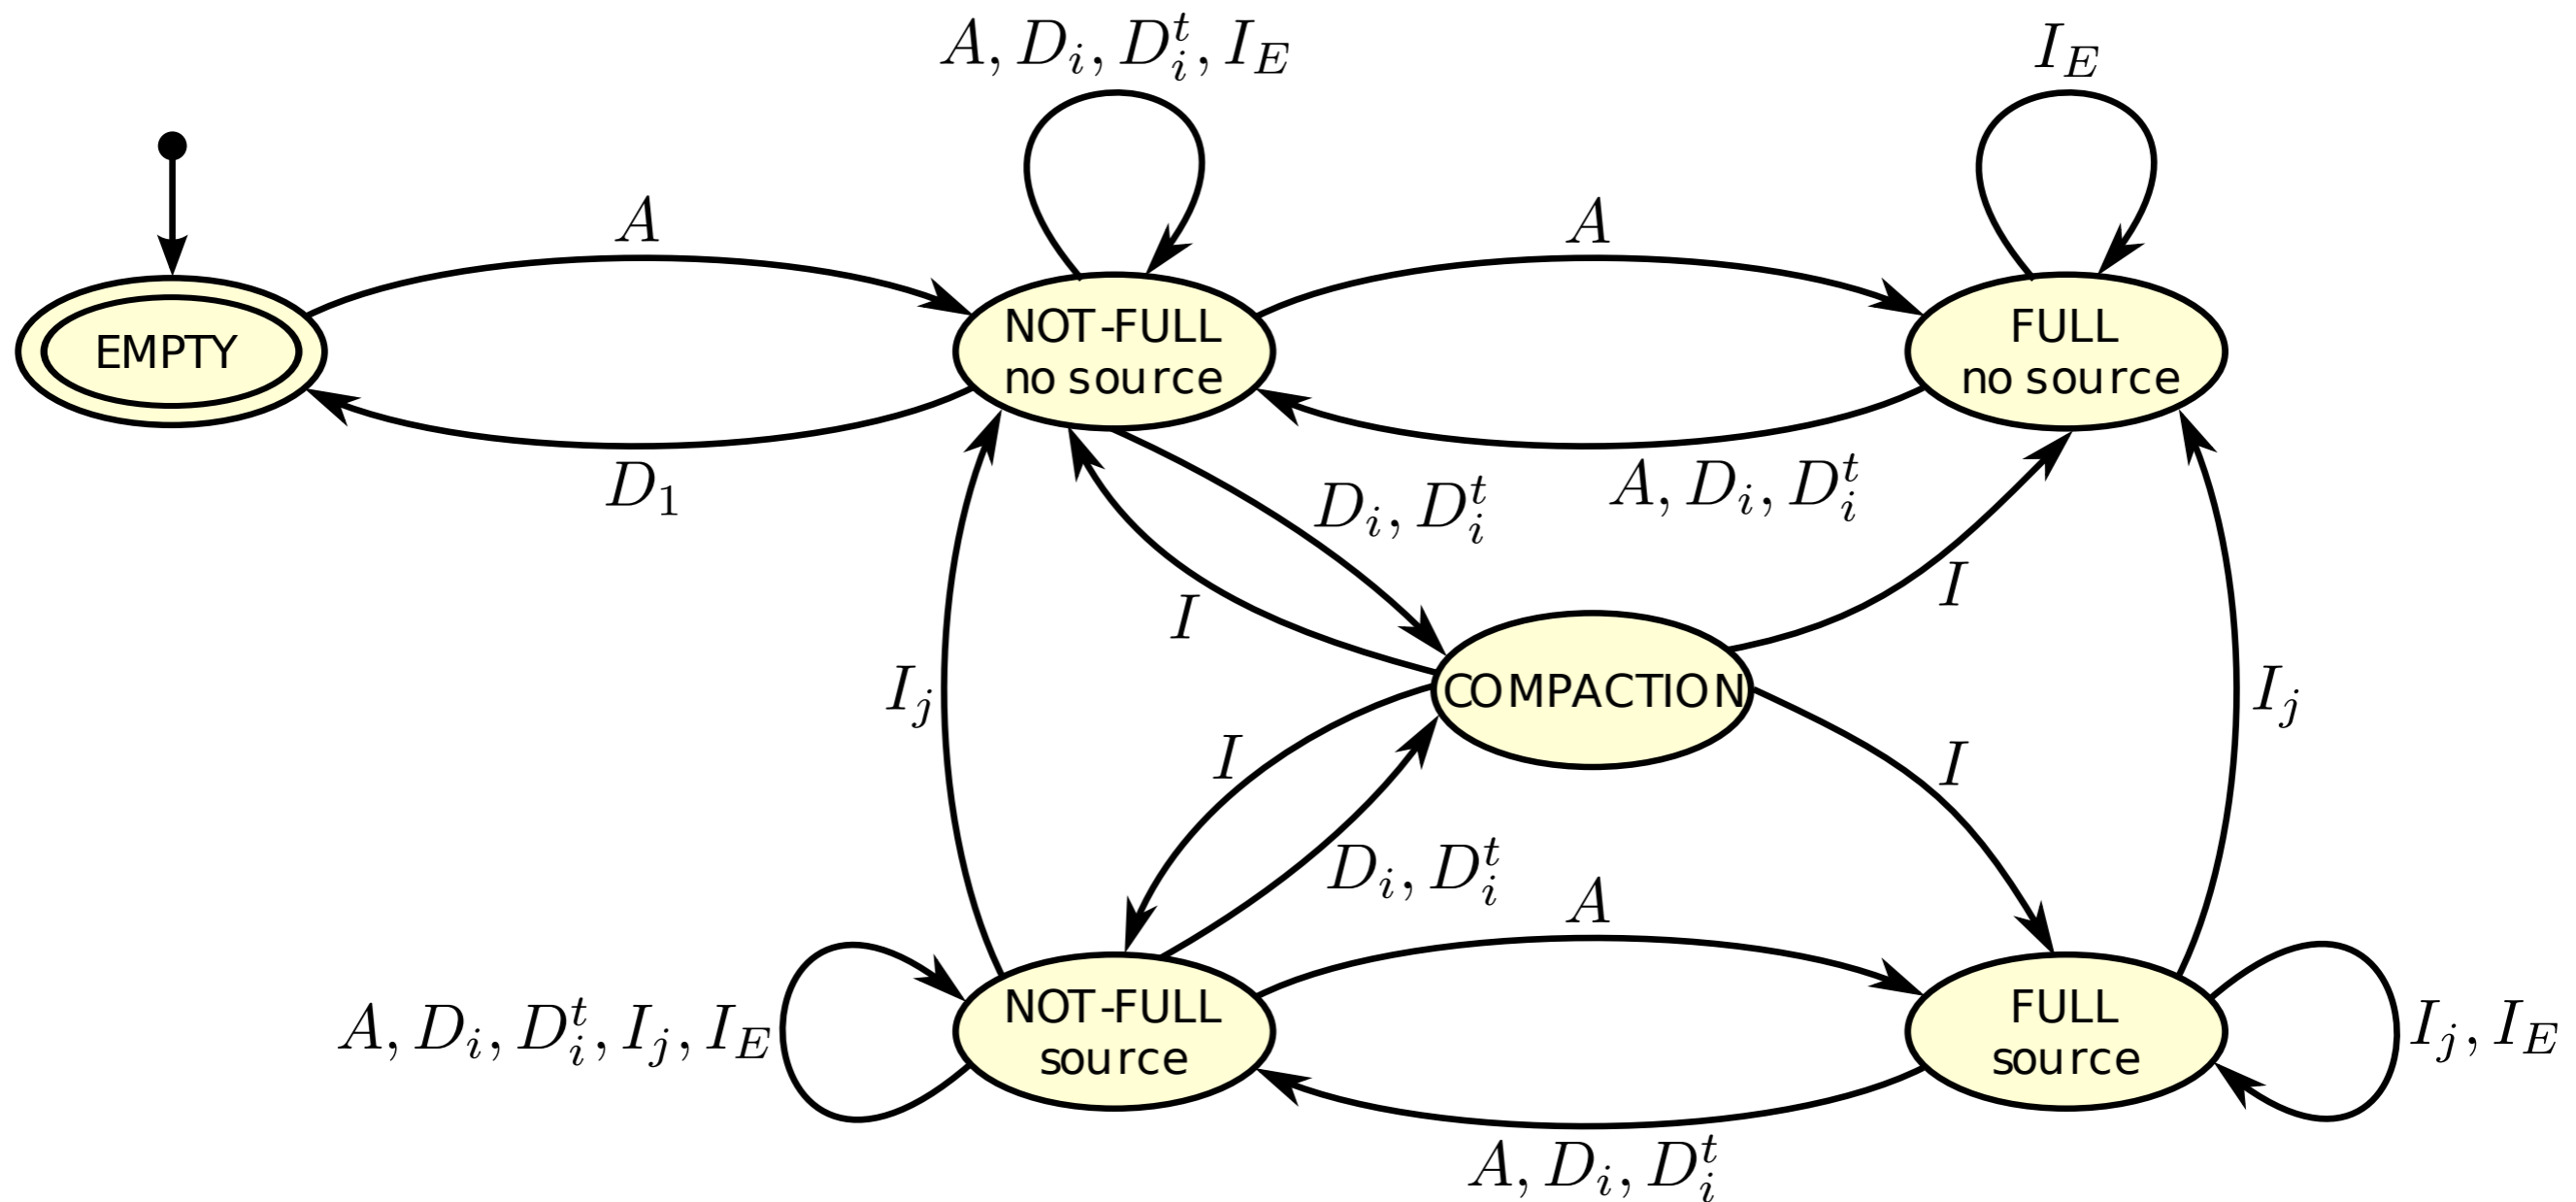 A, D_i, D_i^t, I_E
I_E
A
A
EMPTY
NOT-FULL
no source
FULL
no source
D_1
D_i, D_i^t
A, D_i, D_i^t
I
I
I_j
COMPACTION
I_j
I
I
D_i, D_i^t
A
NOT-FULL
source
FULL
source
A, D_i, D_i^t, I_j, I_E
I_j, I_E
A, D_i, D_i^t